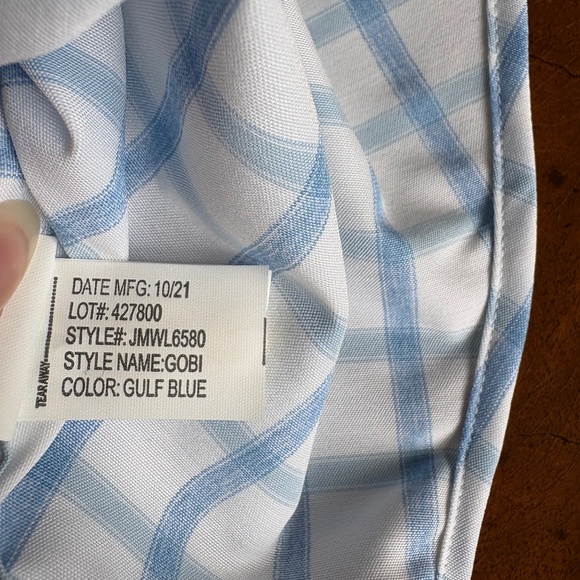 DATE MFG: 10/21
LOT#: 427800
STYLE#: JMWL6580
STYLE NAME:GOBI
COLOR: GULF BLUE
TEAR AWAY